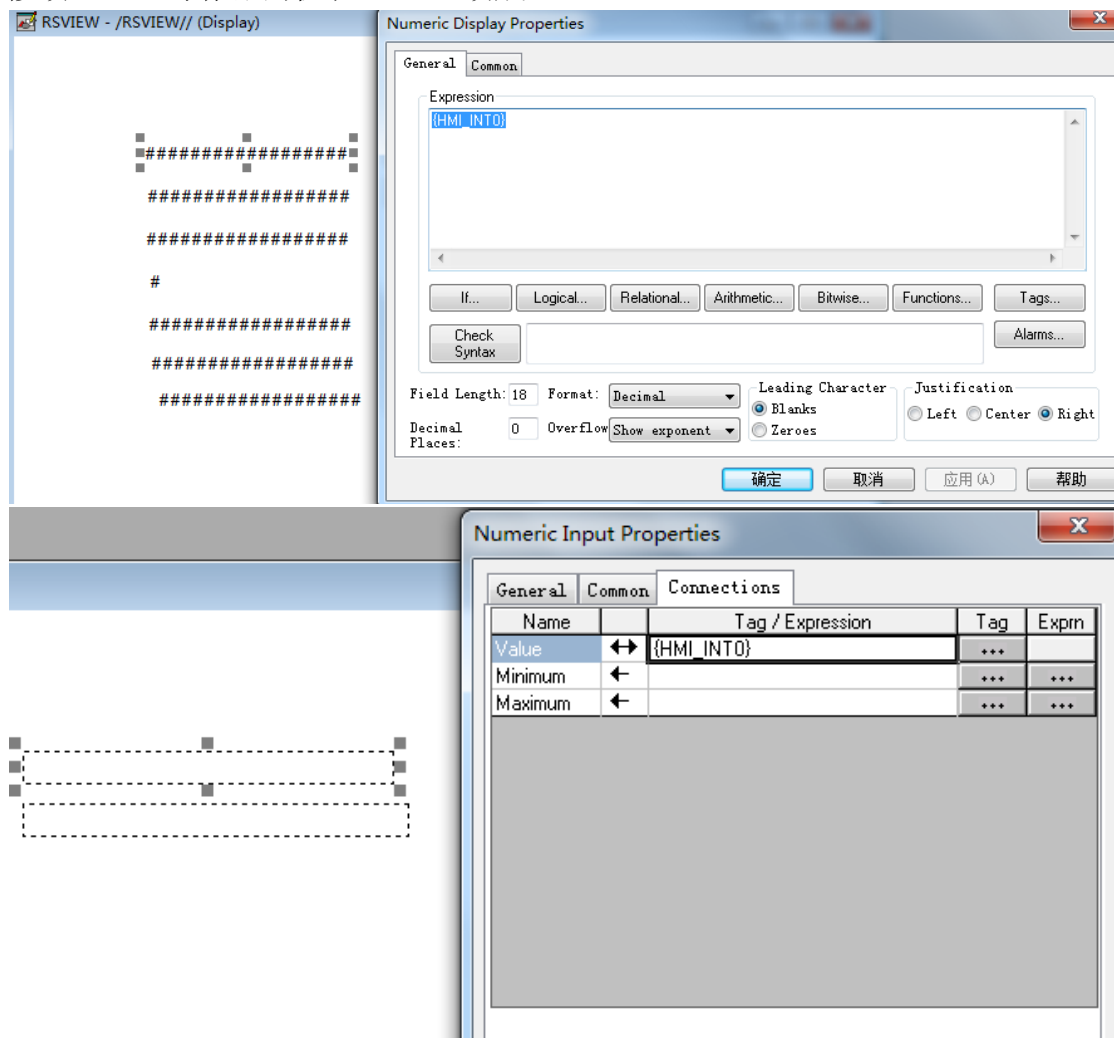 RSVIEW - /RSVIEW// (Display)
Numeric Display Properties
General Common
Expression
{HMI_INT0}
##################
##################
##################
#
##################
##################
##################
If... Logical... Relational... Arithmetic... Bitwise... Functions... Tags...
Check Syntax
Alarms...
Field Length: 18 Format: Decimal
Leading Character
Blanks
Zeroes
Justification
Left Center Right
Decimal Places: 0 Overflow Show exponent
确定 取消 应用(A) 帮助
Numeric Input Properties
General Common Connections
Name Tag / Expression Tag Exprn
Value {HMI_INT0} ...
Minimum ... ...
Maximum ... ...